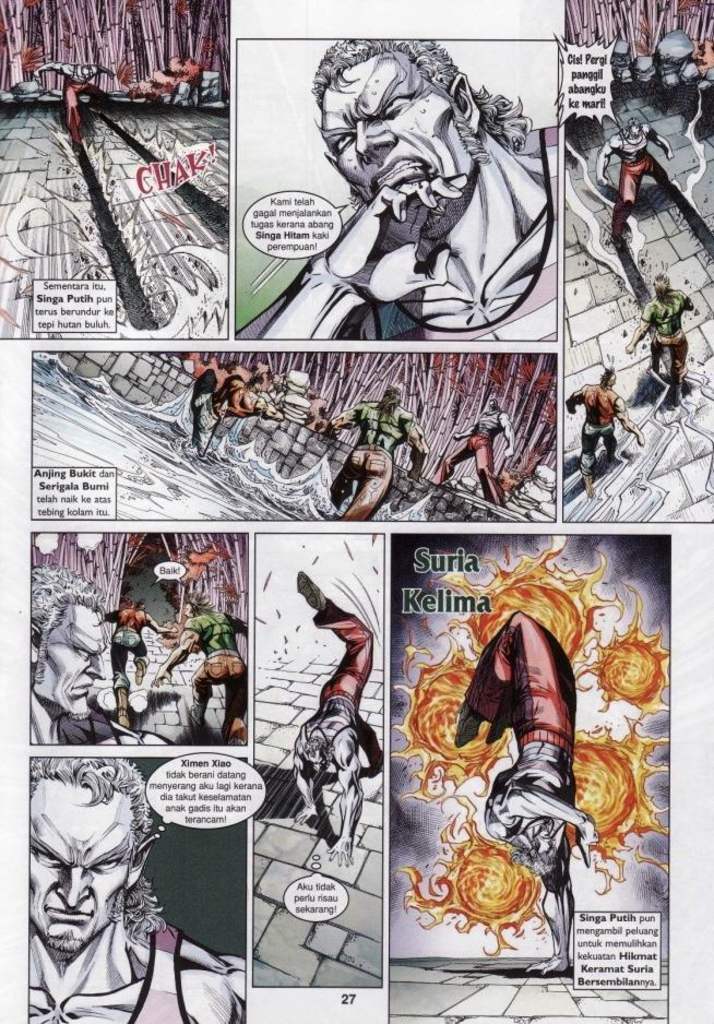 CHAK!
Sementara itu,
Singa Putih pun
terus berundur ke
tepi hutan buluh.
Kami telah
gagal menjalankan
tugas kerana abang
Singa Hitam kaki
perempuan!
Cis! Pergi
panggil
abangku
ke mari!!
Anjing Bukit dan
Serigala Bumi
telah naik ke atas
tebing kolam itu.
Baik!
Ximen Xiao
tidak berani datang
menyerang aku lagi kerana
dia takut keselamatan
anak gadis itu akan
terancam!
Aku tidak
perlu risau
sekarang!
Suria
Kelima
Singa Putih pun
mengambil peluang
untuk memulihkan
kekuatan Hikmat
Keramat Suria
Bersembilannya.
27